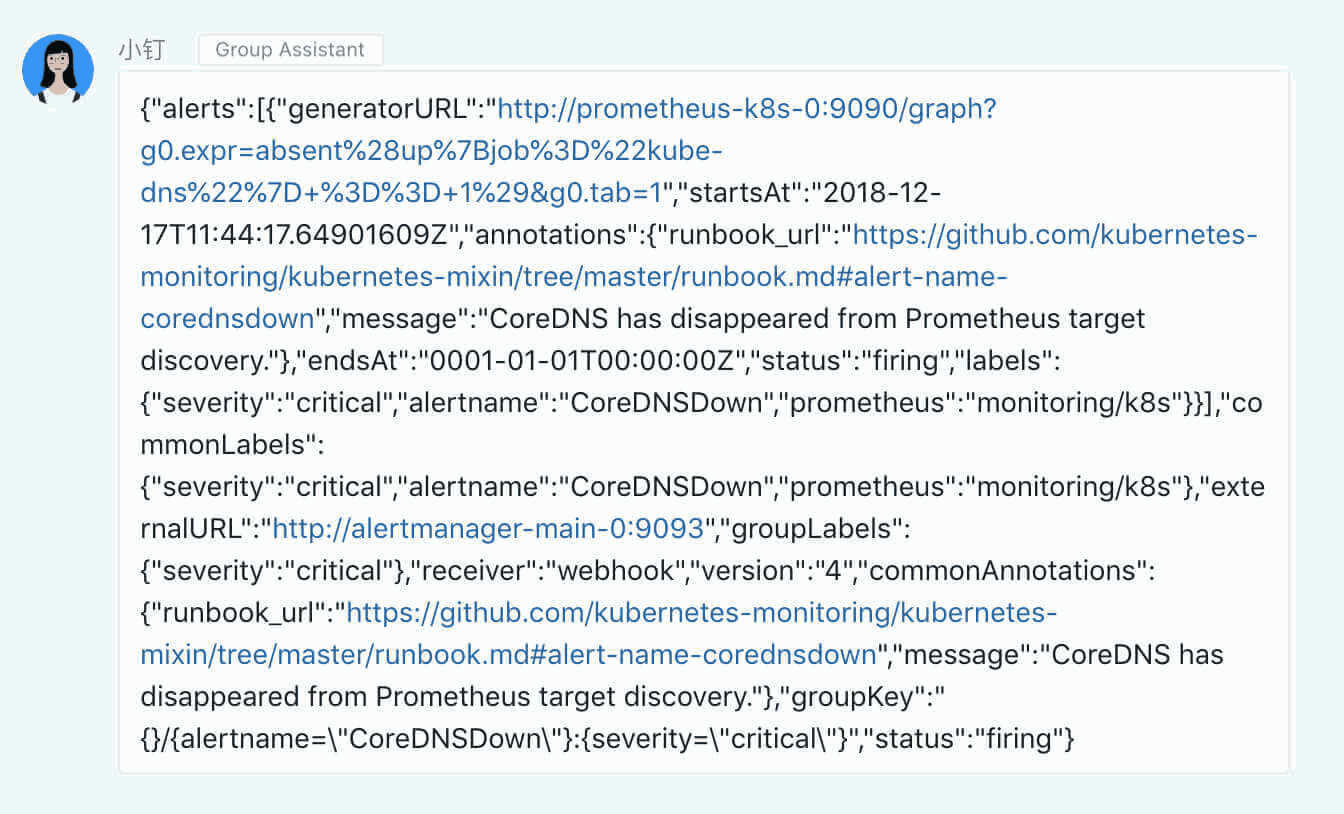 小钉 Group Assistant
{"alerts":[{"generatorURL":"http://prometheus-k8s-0:9090/graph?
g0.expr=absent%28up%7Bjob%3D%22kube-
dns%22%7D+%3D%3D+1%29&g0.tab=1","startsAt":"2018-12-
17T11:44:17.64901609Z","annotations":{"runbook_url":"https://github.com/kubernetes-
monitoring/kubernetes-mixin/tree/master/runbook.md#alert-name-
corednsdown","message":"CoreDNS has disappeared from Prometheus target
discovery."},"endsAt":"0001-01-01T00:00:00Z","status":"firing","labels":
{"severity":"critical","alertname":"CoreDNSDown","prometheus":"monitoring/k8s"}}],"co
mmonLabels":
{"severity":"critical","alertname":"CoreDNSDown","prometheus":"monitoring/k8s"},"exte
rnalURL":"http://alertmanager-main-0:9093","groupLabels":
{"severity":"critical"},"receiver":"webhook","version":"4","commonAnnotations":
{"runbook_url":"https://github.com/kubernetes-monitoring/kubernetes-
mixin/tree/master/runbook.md#alert-name-corednsdown","message":"CoreDNS has
disappeared from Prometheus target discovery."},"groupKey":"
{}/{alertname=\"CoreDNSDown\"}:{severity=\"critical\"}","status":"firing"}